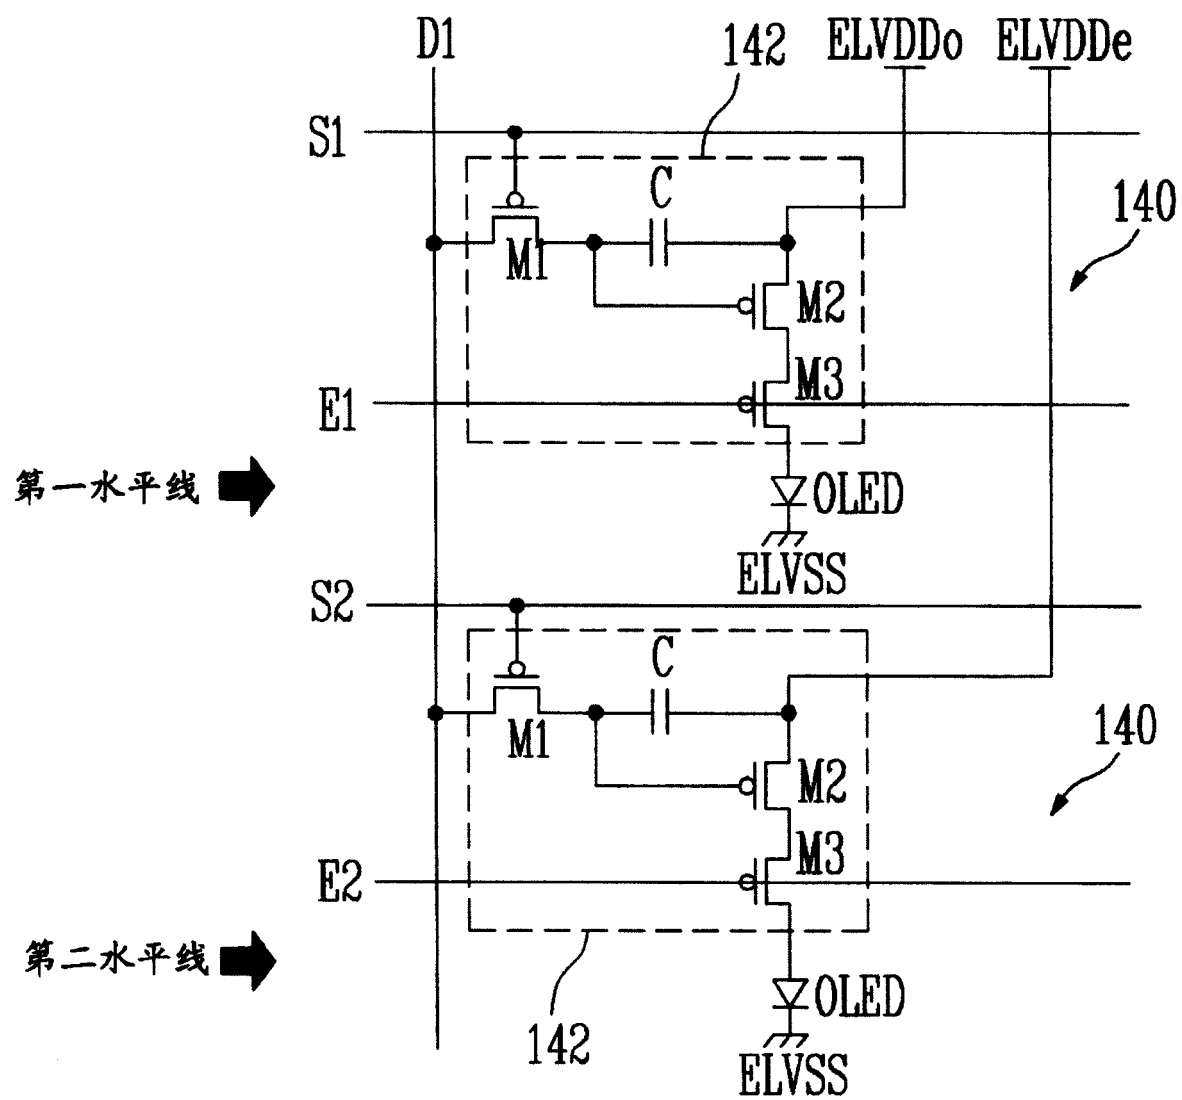 D1
142
ELVDDo
ELVDDe
S1
C
140
M1
M2
M3
E1
第一水平线
OLED
ELVSS
S2
C
M1
140
M2
M3
E2
第二水平线
OLED
142
ELVSS